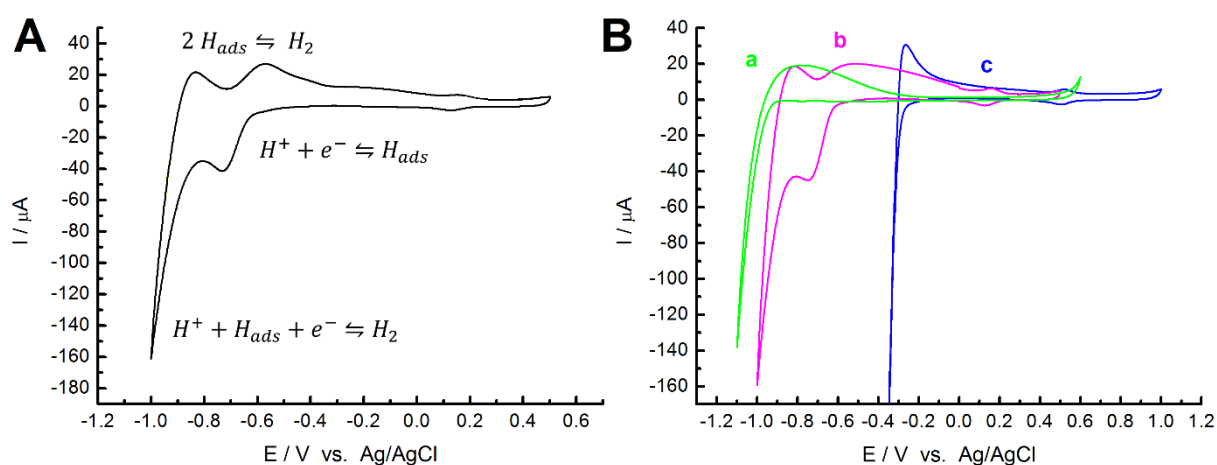 A
2 H_ads ⇋ H_2
H^+ + e^- ⇋ H_ads
H^+ + H_ads + e^- ⇋ H_2
I / μA
40
20
0
-20
-40
-60
-80
-100
-120
-140
-160
-180
-1.2 -1.0 -0.8 -0.6 -0.4 -0.2 0.0 0.2 0.4 0.6
E / V vs. Ag/AgCl
B
a
b
c
I / μA
40
20
0
-20
-40
-60
-80
-100
-120
-140
-160
-1.2 -1.0 -0.8 -0.6 -0.4 -0.2 0.0 0.2 0.4 0.6 0.8 1.0 1.2
E / V vs. Ag/AgCl